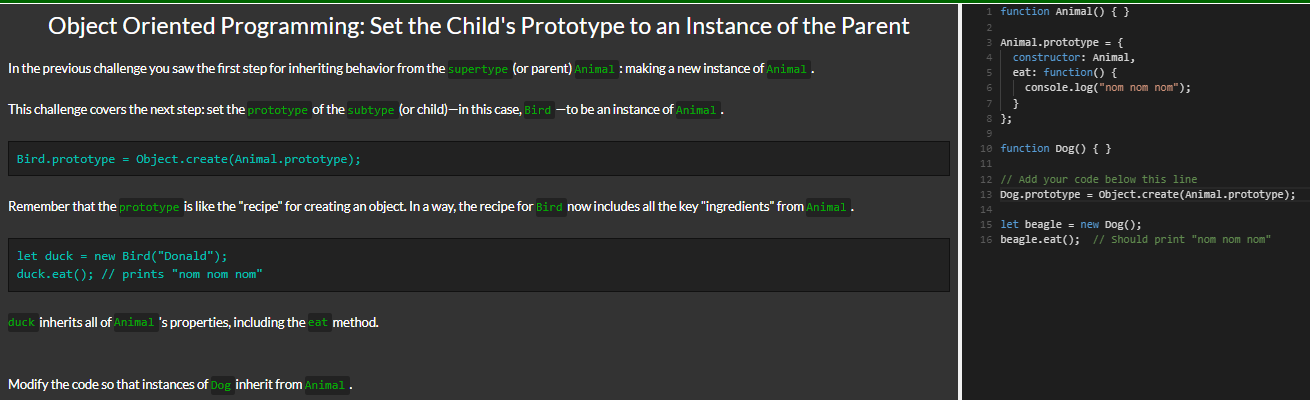 Object Oriented Programming: Set the Child's Prototype to an Instance of the Parent
In the previous challenge you saw the first step for inheriting behavior from the supertype (or parent) Animal : making a new instance of Animal .
This challenge covers the next step: set the prototype of the subtype (or child)—in this case, Bird —to be an instance of Animal .
Bird.prototype = Object.create(Animal.prototype);
Remember that the prototype is like the "recipe" for creating an object. In a way, the recipe for Bird now includes all the key "ingredients" from Animal .
let duck = new Bird("Donald");
duck.eat(); // prints "nom nom nom"
duck inherits all of Animal 's properties, including the eat method.
Modify the code so that instances of Dog inherit from Animal .
1 function Animal() { }
2
3 Animal.prototype = {
4 constructor: Animal,
5 eat: function() {
6 console.log("nom nom nom");
7 }
8 };
9
10 function Dog() { }
11
12 // Add your code below this line
13 Dog.prototype = Object.create(Animal.prototype);
14
15 let beagle = new Dog();
16 beagle.eat(); // Should print "nom nom nom"